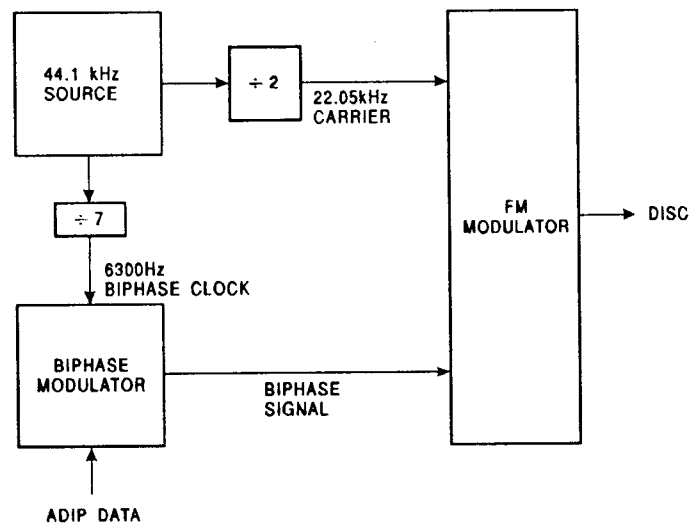 44.1 kHz
SOURCE
÷ 2
22.05kHz
CARRIER
FM
MODULATOR
DISC
÷ 7
6300Hz
BIPHASE CLOCK
BIPHASE
MODULATOR
BIPHASE
SIGNAL
ADIP DATA